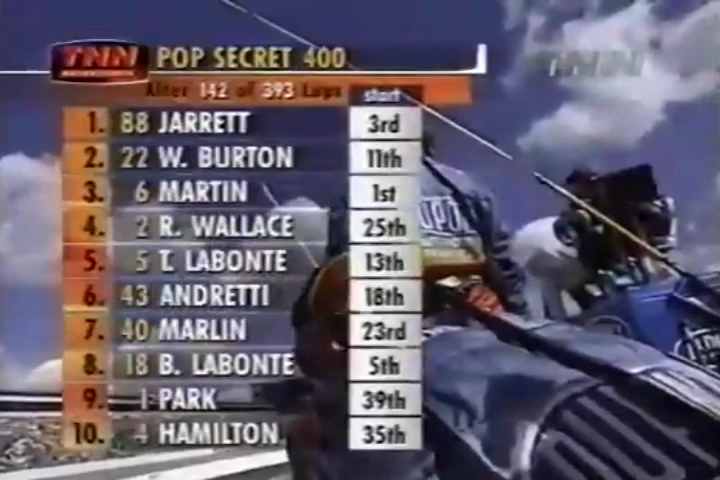 TNN POP SECRET 400
TNN
After 142 of 393 Laps start
1. 88 JARRETT 3rd
2. 22 W. BURTON 11th
3. 6 MARTIN 1st
4. 2 R. WALLACE 25th
5. 5 T. LABONTE 13th
6. 43 ANDRETTI 18th
7. 40 MARLIN 23rd
8. 18 B. LABONTE 5th
9. 1 PARK 39th
10. 4 HAMILTON 35th